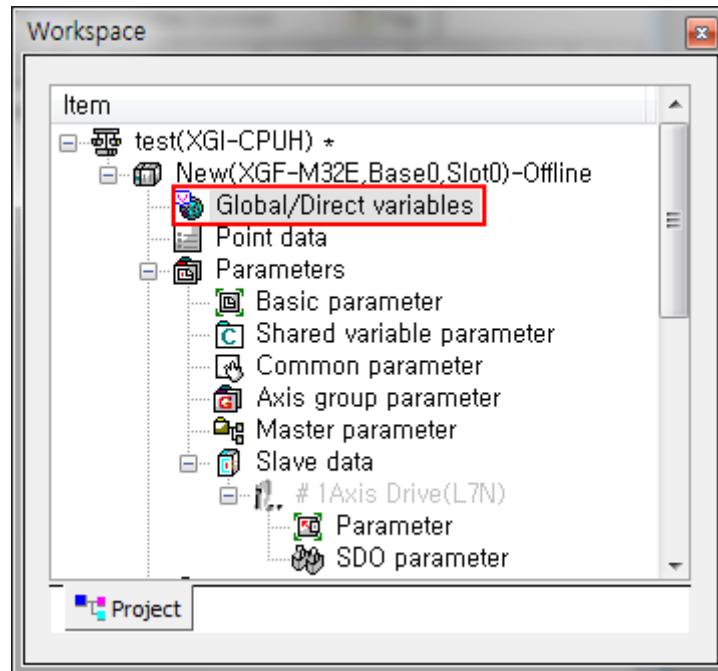 Workspace
Item
test(XGI-CPUH) *
New(XGF-M32E,Base0,Slot0)-Offline
Global/Direct variables
Point data
Parameters
Basic parameter
Shared variable parameter
Common parameter
Axis group parameter
Master parameter
Slave data
#1Axis Drive(L7N)
Parameter
SDO parameter
Project